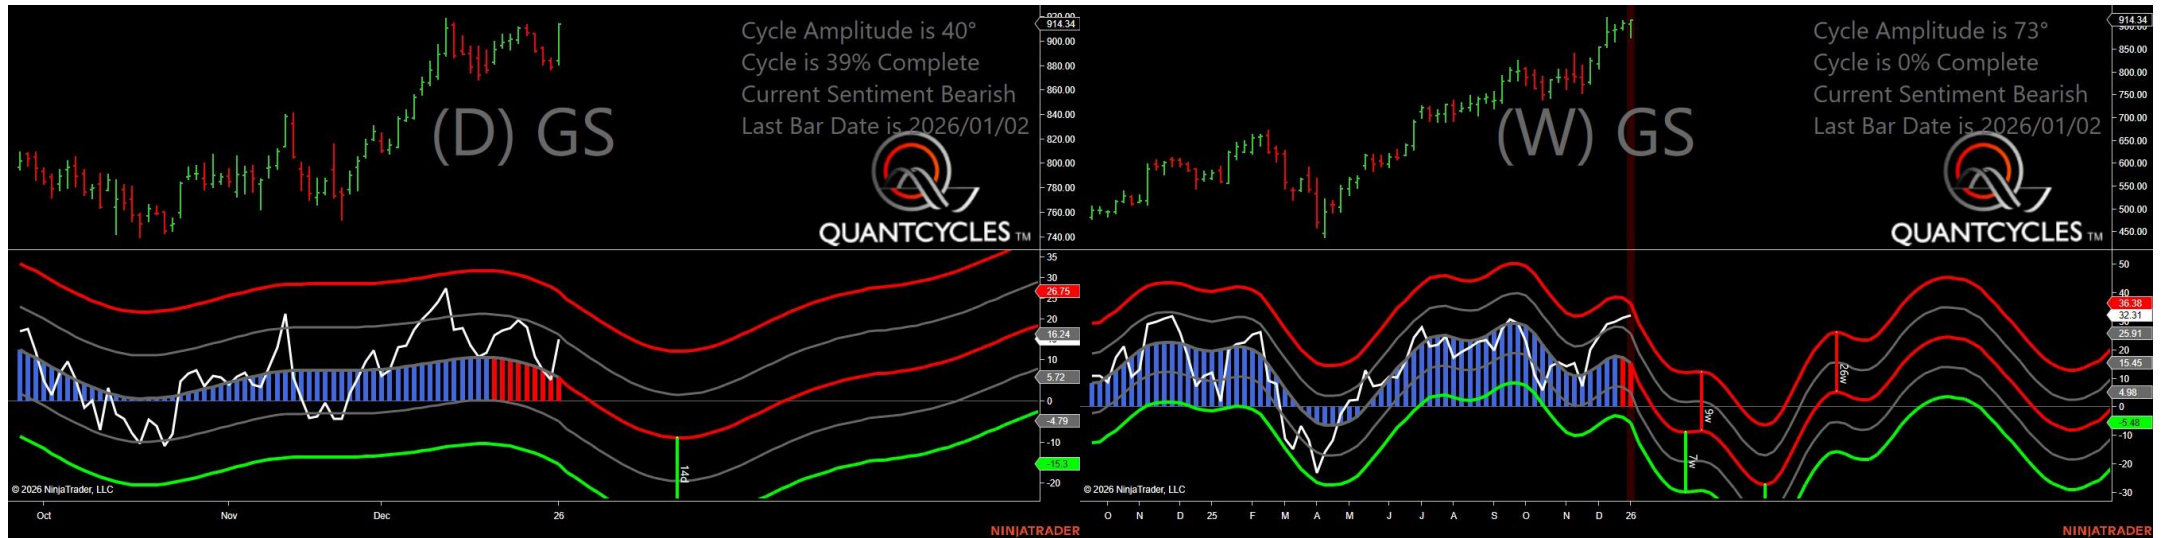 Cycle Amplitude is 40°
Cycle is 39% Complete
Current Sentiment Bearish
Last Bar Date is 2026/01/02
(D) GS
QUANTCYCLES TM
914.34
900.00
880.00
860.00
840.00
820.00
800.00
780.00
760.00
740.00
35
30
26.75
20
16.24
10
5.72
0
-4.79
-10
-15.3
-20
14d
© 2026 NinjaTrader, LLC
Oct Nov Dec 26
NINJATRADER
Cycle Amplitude is 73°
Cycle is 0% Complete
Current Sentiment Bearish
Last Bar Date is 2026/01/02
(W) GS
QUANTCYCLES TM
914.34
850.00
800.00
750.00
700.00
650.00
600.00
550.00
500.00
450.00
50
40
36.38
32.31
25.91
20
15.45
10
4.98
0
-5.48
-10
-20
-30
26w
9w
7w
© 2026 NinjaTrader, LLC
O N D 25 F M A M J J A S O N D 26
NINJATRADER